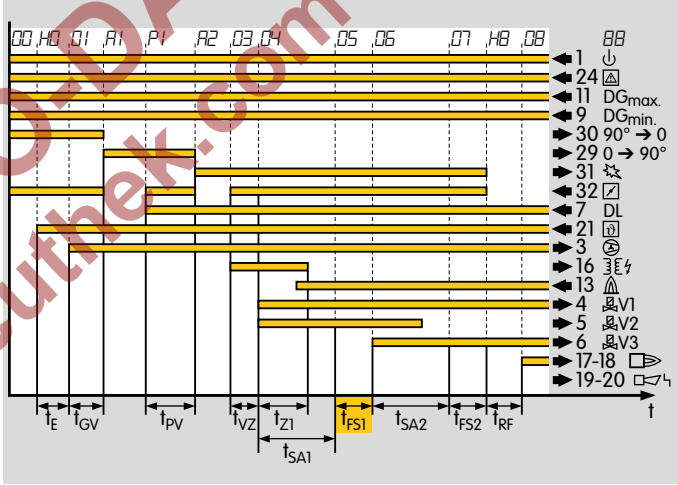 00 H0 01 A1 P1 A2 03 04 05 06 07 H8 08 88
1
24
11 DGmax.
9 DGmin.
30 90° → 0
29 0 → 90°
31
32
7 DL
21 ϑ
3
16
13
4 V1
5 V2
6 V3
17-18
19-20
t
tE tGV tPV tVZ tZ1 tFS1 tSA2 tFS2 tRF
tSA1